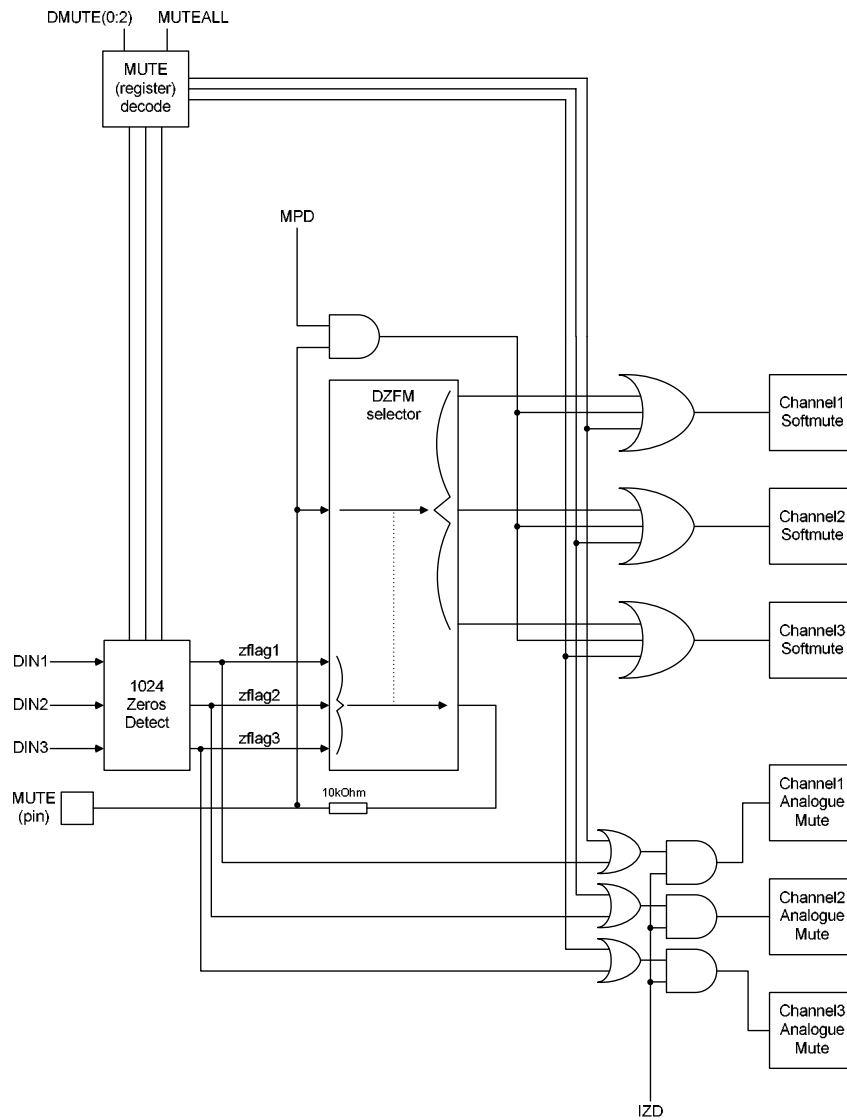 DMUTE(0:2) MUTEALL
MUTE
(register)
decode
MPD
DZFM
selector
Channel1
Softmute
Channel2
Softmute
Channel3
Softmute
DIN1
DIN2
DIN3
1024
Zeros
Detect
zflag1
zflag2
zflag3
MUTE
(pin)
10kOhm
Channel1
Analogue
Mute
Channel2
Analogue
Mute
Channel3
Analogue
Mute
IZD